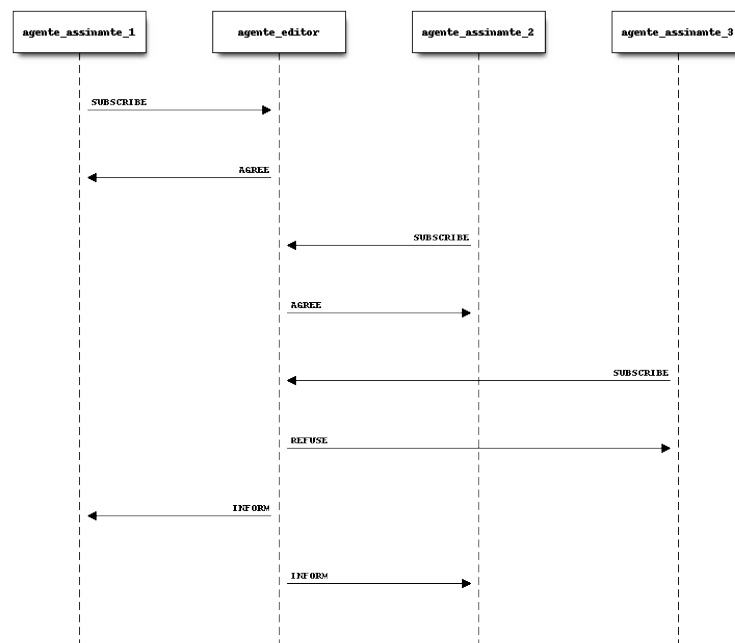 agente_assinante_1
agente_editor
agente_assinante_2
agente_assinante_3
SUBSCRIBE
AGREE
SUBSCRIBE
AGREE
SUBSCRIBE
REFUSE
INFORM
INFORM